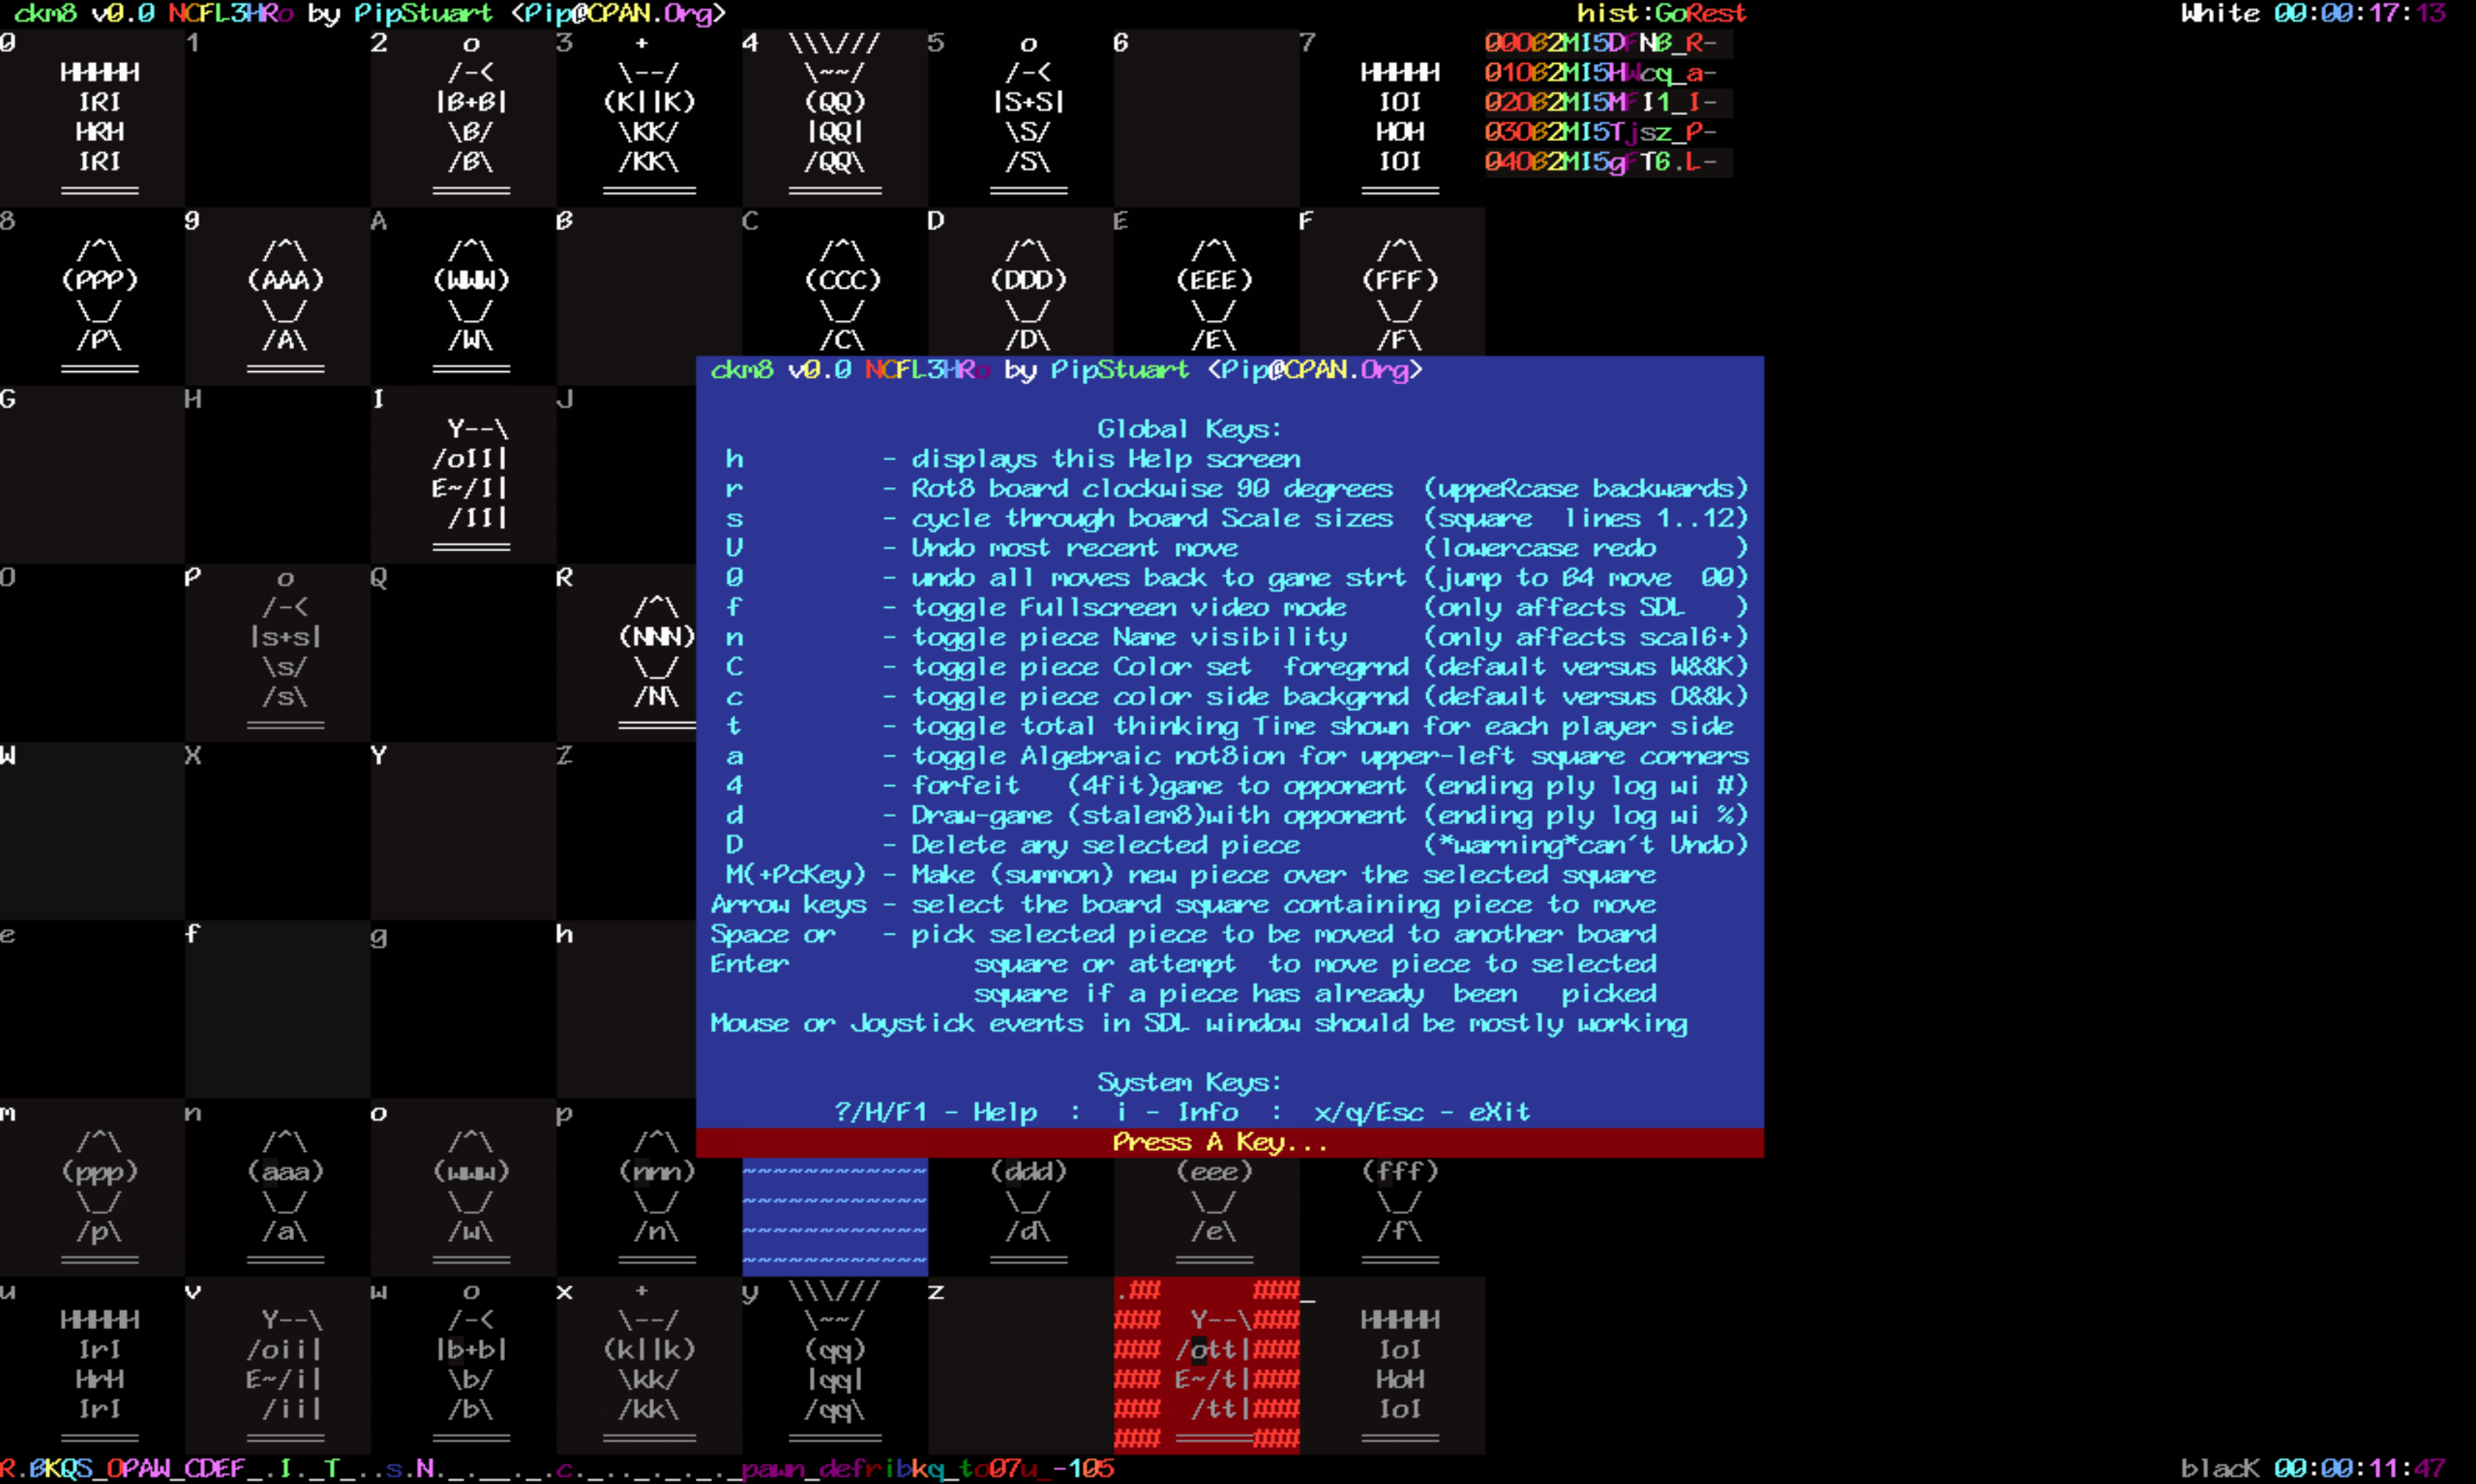 ckm8 v0.0 NCFL3HRo by PipStuart <Pip@CPAN.Org> hist:GoRest White 00:00:17:13
0 1 2 o 3 + 4 \\\/// 5 o 6 7 000B2MI5DFNB_R-
HHHHH /-< \--/ \~~/ /-< HHHHH 010B2MI5HWcq_a-
IRI |B+B| (K||K) (QQ) |S+S| IOI 020B2MI5MFI1_I-
HRH \B/ \KK/ |QQ| \S/ HOH 030B2MI5Tjsz_P-
IRI /B\ /KK\ /QQ\ /S\ IOI 040B2MI5gFT6.L-
8 9 A B C D E F
/^\ /^\ /^\ /^\ /^\ /^\ /^\
(PPP) (AAA) (WWW) (CCC) (DDD) (EEE) (FFF)
\_/ \_/ \_/ \_/ \_/ \_/ \_/
/P\ /A\ /W\ /C\ /D\ /E\ /F\
ckm8 v0.0 NCFL3HRo by PipStuart <Pip@CPAN.Org>
G H I J
Y--\ Global Keys:
/oII| h - displays this Help screen
E~/I| r - Rot8 board clockwise 90 degrees (uppeRcase backwards)
/II| s - cycle through board Scale sizes (square lines 1..12)
U - Undo most recent move (lowercase redo )
O P o Q R 0 - undo all moves back to game strt (jump to B4 move 00)
/-< /^\ f - toggle Fullscreen video mode (only affects SDL )
|s+s| (NNN) n - toggle piece Name visibility (only affects scal6+)
\s/ \_/ C - toggle piece Color set foregrnd (default versus W&&K)
/s\ /N\ c - toggle piece color side backgrnd (default versus O&&k)
t - toggle total thinking Time shown for each player side
W X Y Z a - toggle Algebraic not8ion for upper-left square corners
4 - forfeit (4fit)game to opponent (ending ply log wi #)
d - Draw-game (stalem8)with opponent (ending ply log wi %)
D - Delete any selected piece (*warning*can't Undo)
M(+PcKey) - Make (summon) new piece over the selected square
Arrow keys - select the board square containing piece to move
e f g h Space or - pick selected piece to be moved to another board
Enter square or attempt to move piece to selected
square if a piece has already been picked
Mouse or Joystick events in SDL window should be mostly working
System Keys:
m n o p ?/H/F1 - Help : i - Info : x/q/Esc - eXit
/^\ /^\ /^\ /^\ Press A Key...
(ppp) (aaa) (www) (nnn) ~~~~~~~~~~~~ (ddd) (eee) (fff)
\_/ \_/ \_/ \_/ ~~~~~~~~~~~~ \_/ \_/ \_/
/p\ /a\ /w\ /n\ ~~~~~~~~~~~~ /d\ /e\ /f\
~~~~~~~~~~~~
u v w o x + y \\\/// z .## ####_
HHHHH Y--\ /-< \--/ \~~/ ### Y--\### HHHHH
IrI /oii| |b+b| (k||k) (qq) ### /ott|### IoI
HrH E~/i| \b/ \kk/ |qq| ### E~/t|### HoH
IrI /ii| /b\ /kk\ /qq\ ### /tt|### IoI
R.BKQS_OPAW_CDEF_.I._T_..s.N._.__._.c._.._._._pawn_defribkq_to07u_-105 blacK 00:00:11:47